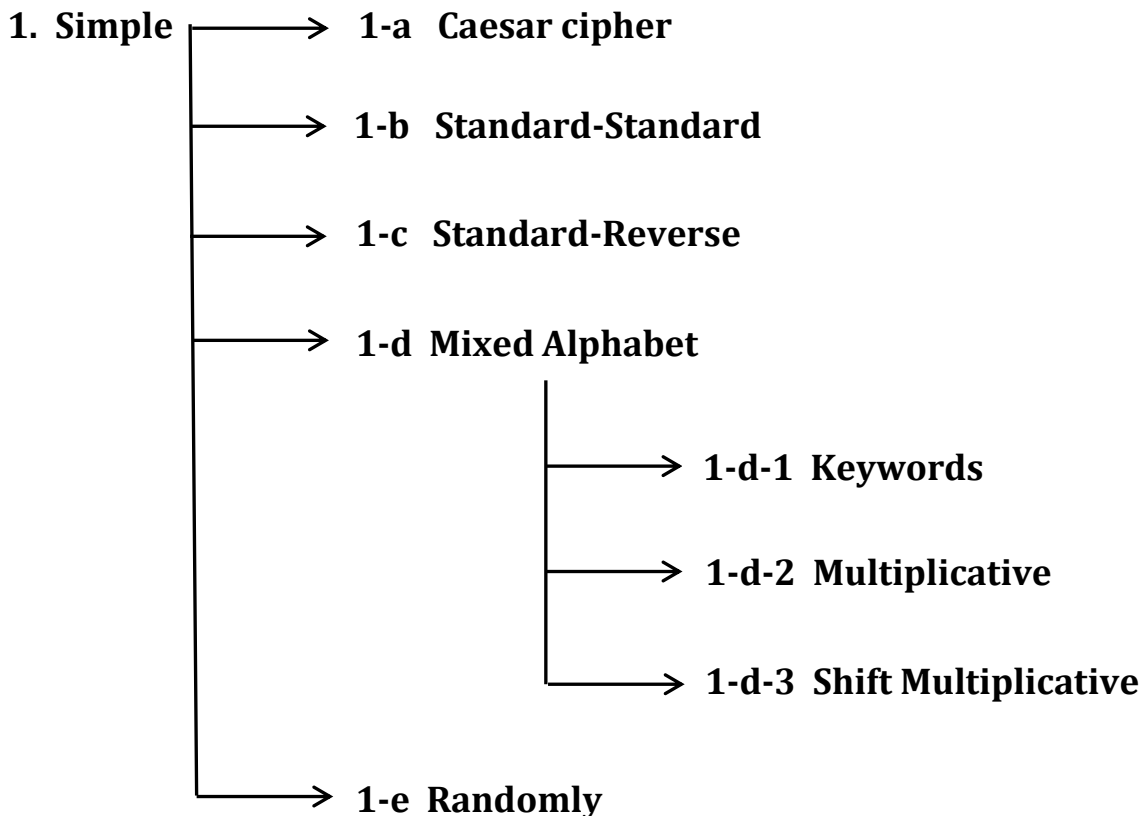 1. Simple
1-a Caesar cipher
1-b Standard-Standard
1-c Standard-Reverse
1-d Mixed Alphabet
1-d-1 Keywords
1-d-2 Multiplicative
1-d-3 Shift Multiplicative
1-e Randomly